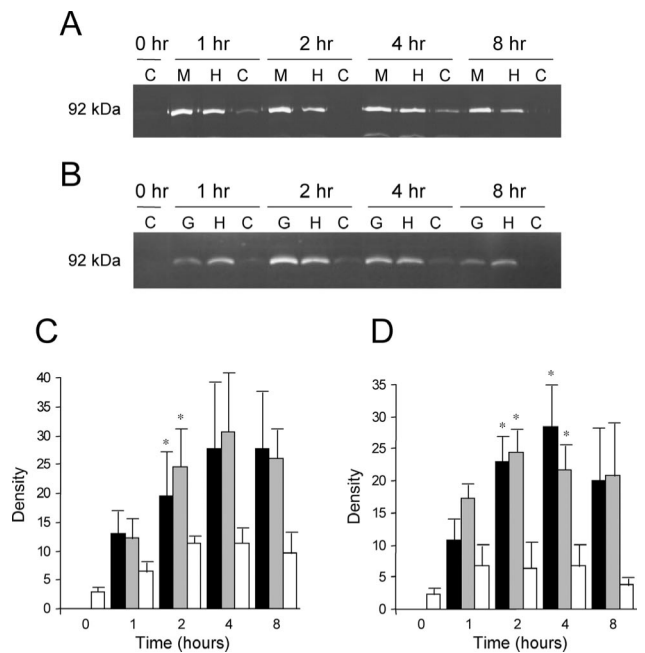 A
0 hr 1 hr 2 hr 4 hr 8 hr
C M H C M H C M H C M H C
92 kDa
B
0 hr 1 hr 2 hr 4 hr 8 hr
C G H C G H C G H C G H C
92 kDa
C
40
35
30
25
20
15
10
5
0
Density
* *
0 1 2 4 8
Time (hours)
D
35
30
25
20
15
10
5
0
Density
* * * *
0 1 2 4 8
Time (hours)